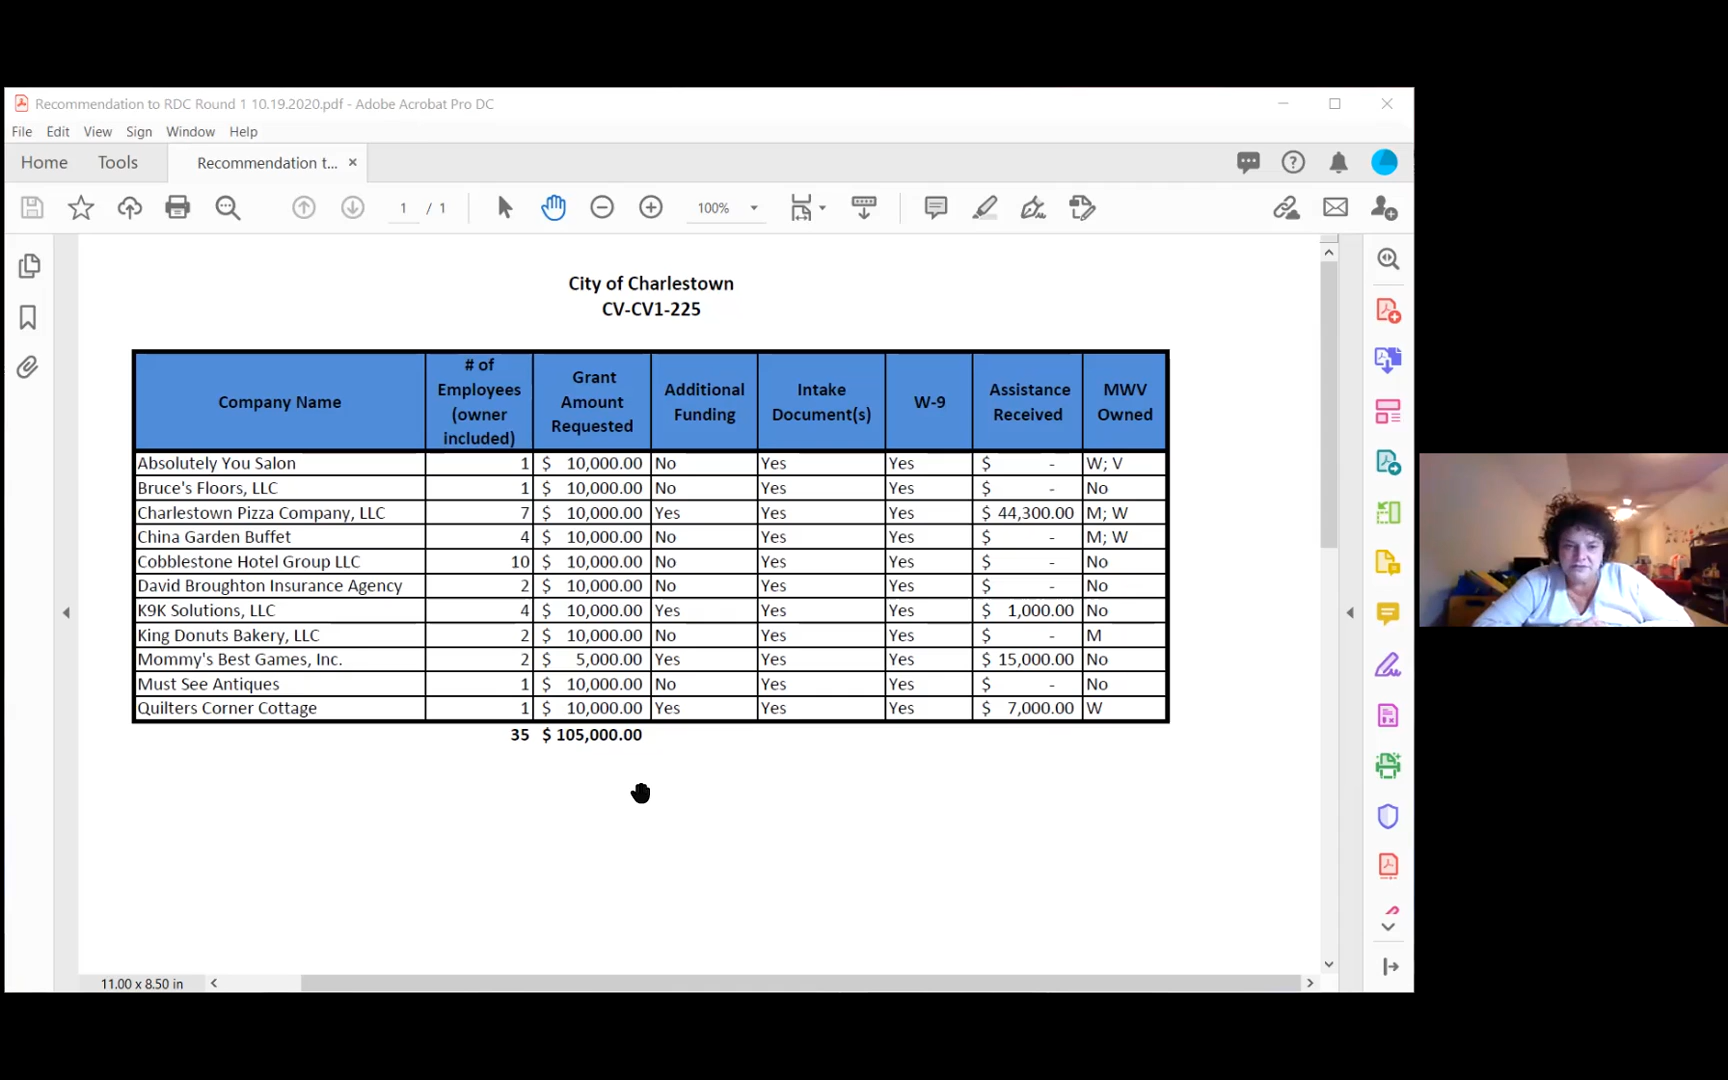 Recommendation to RDC Round 1 10.19.2020.pdf - Adobe Acrobat Pro DC
File Edit View Sign Window Help
Home Tools Recommendation t... ×
1 / 1 100%
City of Charlestown
CV-CV1-225
Company Name # of Employees (owner included) Grant Amount Requested Additional Funding Intake Document(s) W-9 Assistance Received MWV Owned
Absolutely You Salon 1 $ 10,000.00 No Yes Yes $ - W; V
Bruce's Floors, LLC 1 $ 10,000.00 No Yes Yes $ - No
Charlestown Pizza Company, LLC 7 $ 10,000.00 Yes Yes Yes $ 44,300.00 M; W
China Garden Buffet 4 $ 10,000.00 No Yes Yes $ - M; W
Cobblestone Hotel Group LLC 10 $ 10,000.00 No Yes Yes $ - No
David Broughton Insurance Agency 2 $ 10,000.00 No Yes Yes $ - No
K9K Solutions, LLC 4 $ 10,000.00 Yes Yes Yes $ 1,000.00 No
King Donuts Bakery, LLC 2 $ 10,000.00 No Yes Yes $ - M
Mommy's Best Games, Inc. 2 $ 5,000.00 Yes Yes Yes $ 15,000.00 No
Must See Antiques 1 $ 10,000.00 No Yes Yes $ - No
Quilters Corner Cottage 1 $ 10,000.00 Yes Yes Yes $ 7,000.00 W
35 $ 105,000.00
11.00 x 8.50 in